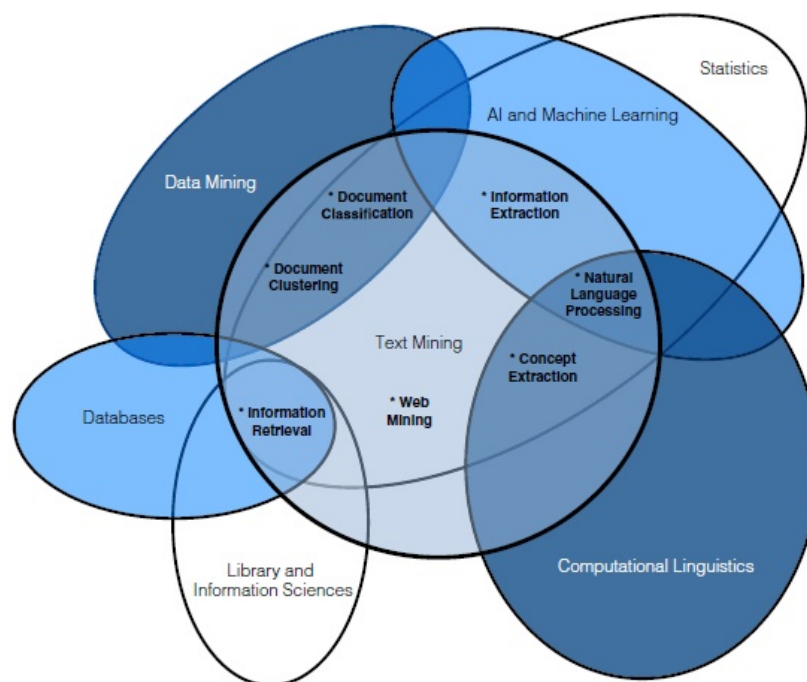 Statistics
AI and Machine Learning
Data Mining
* Document
Classification
* Information
Extraction
* Document
Clustering
* Natural
Language
Processing
Text Mining
* Concept
Extraction
* Web
Mining
Databases
* Information
Retrieval
Library and
Information Sciences
Computational Linguistics